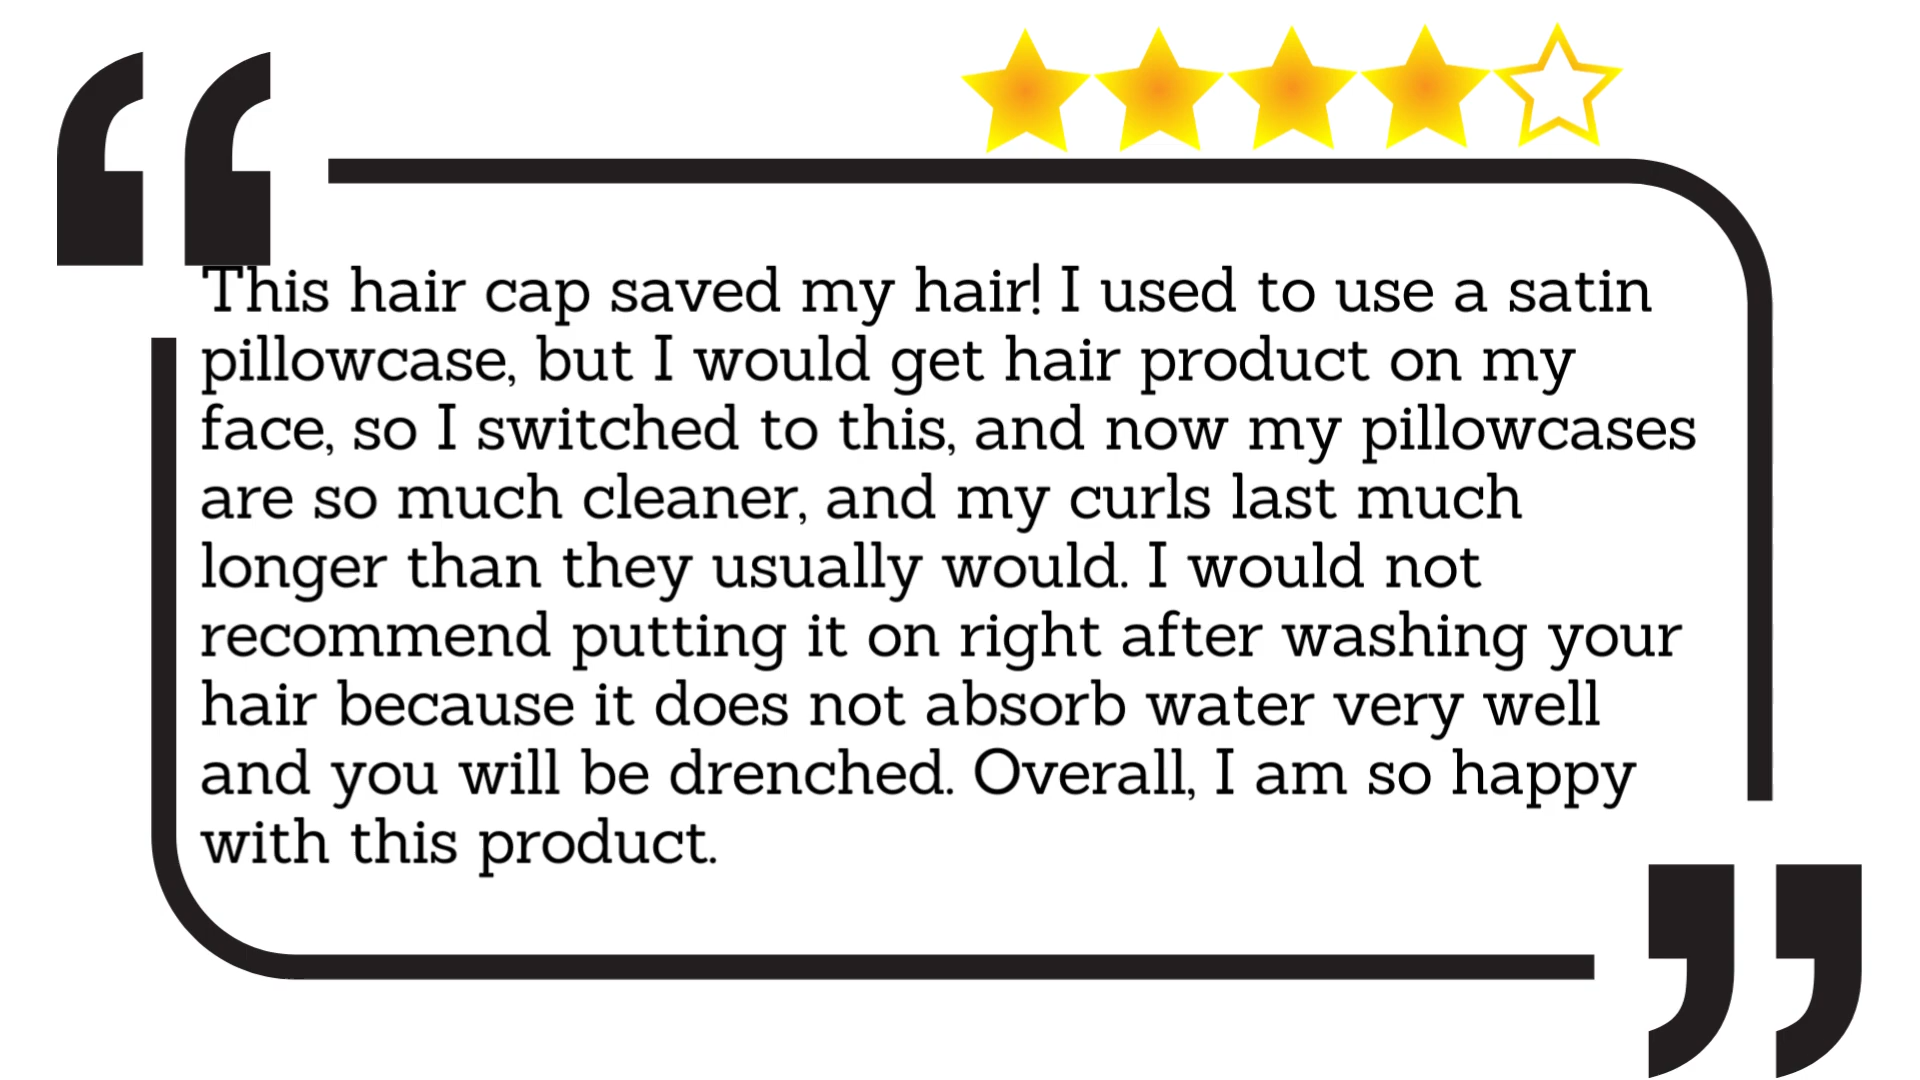 This hair cap saved my hair! I used to use a satin
pillowcase, but I would get hair product on my
face, so I switched to this, and now my pillowcases
are so much cleaner, and my curls last much
longer than they usually would. I would not
recommend putting it on right after washing your
hair because it does not absorb water very well
and you will be drenched. Overall, I am so happy
with this product.